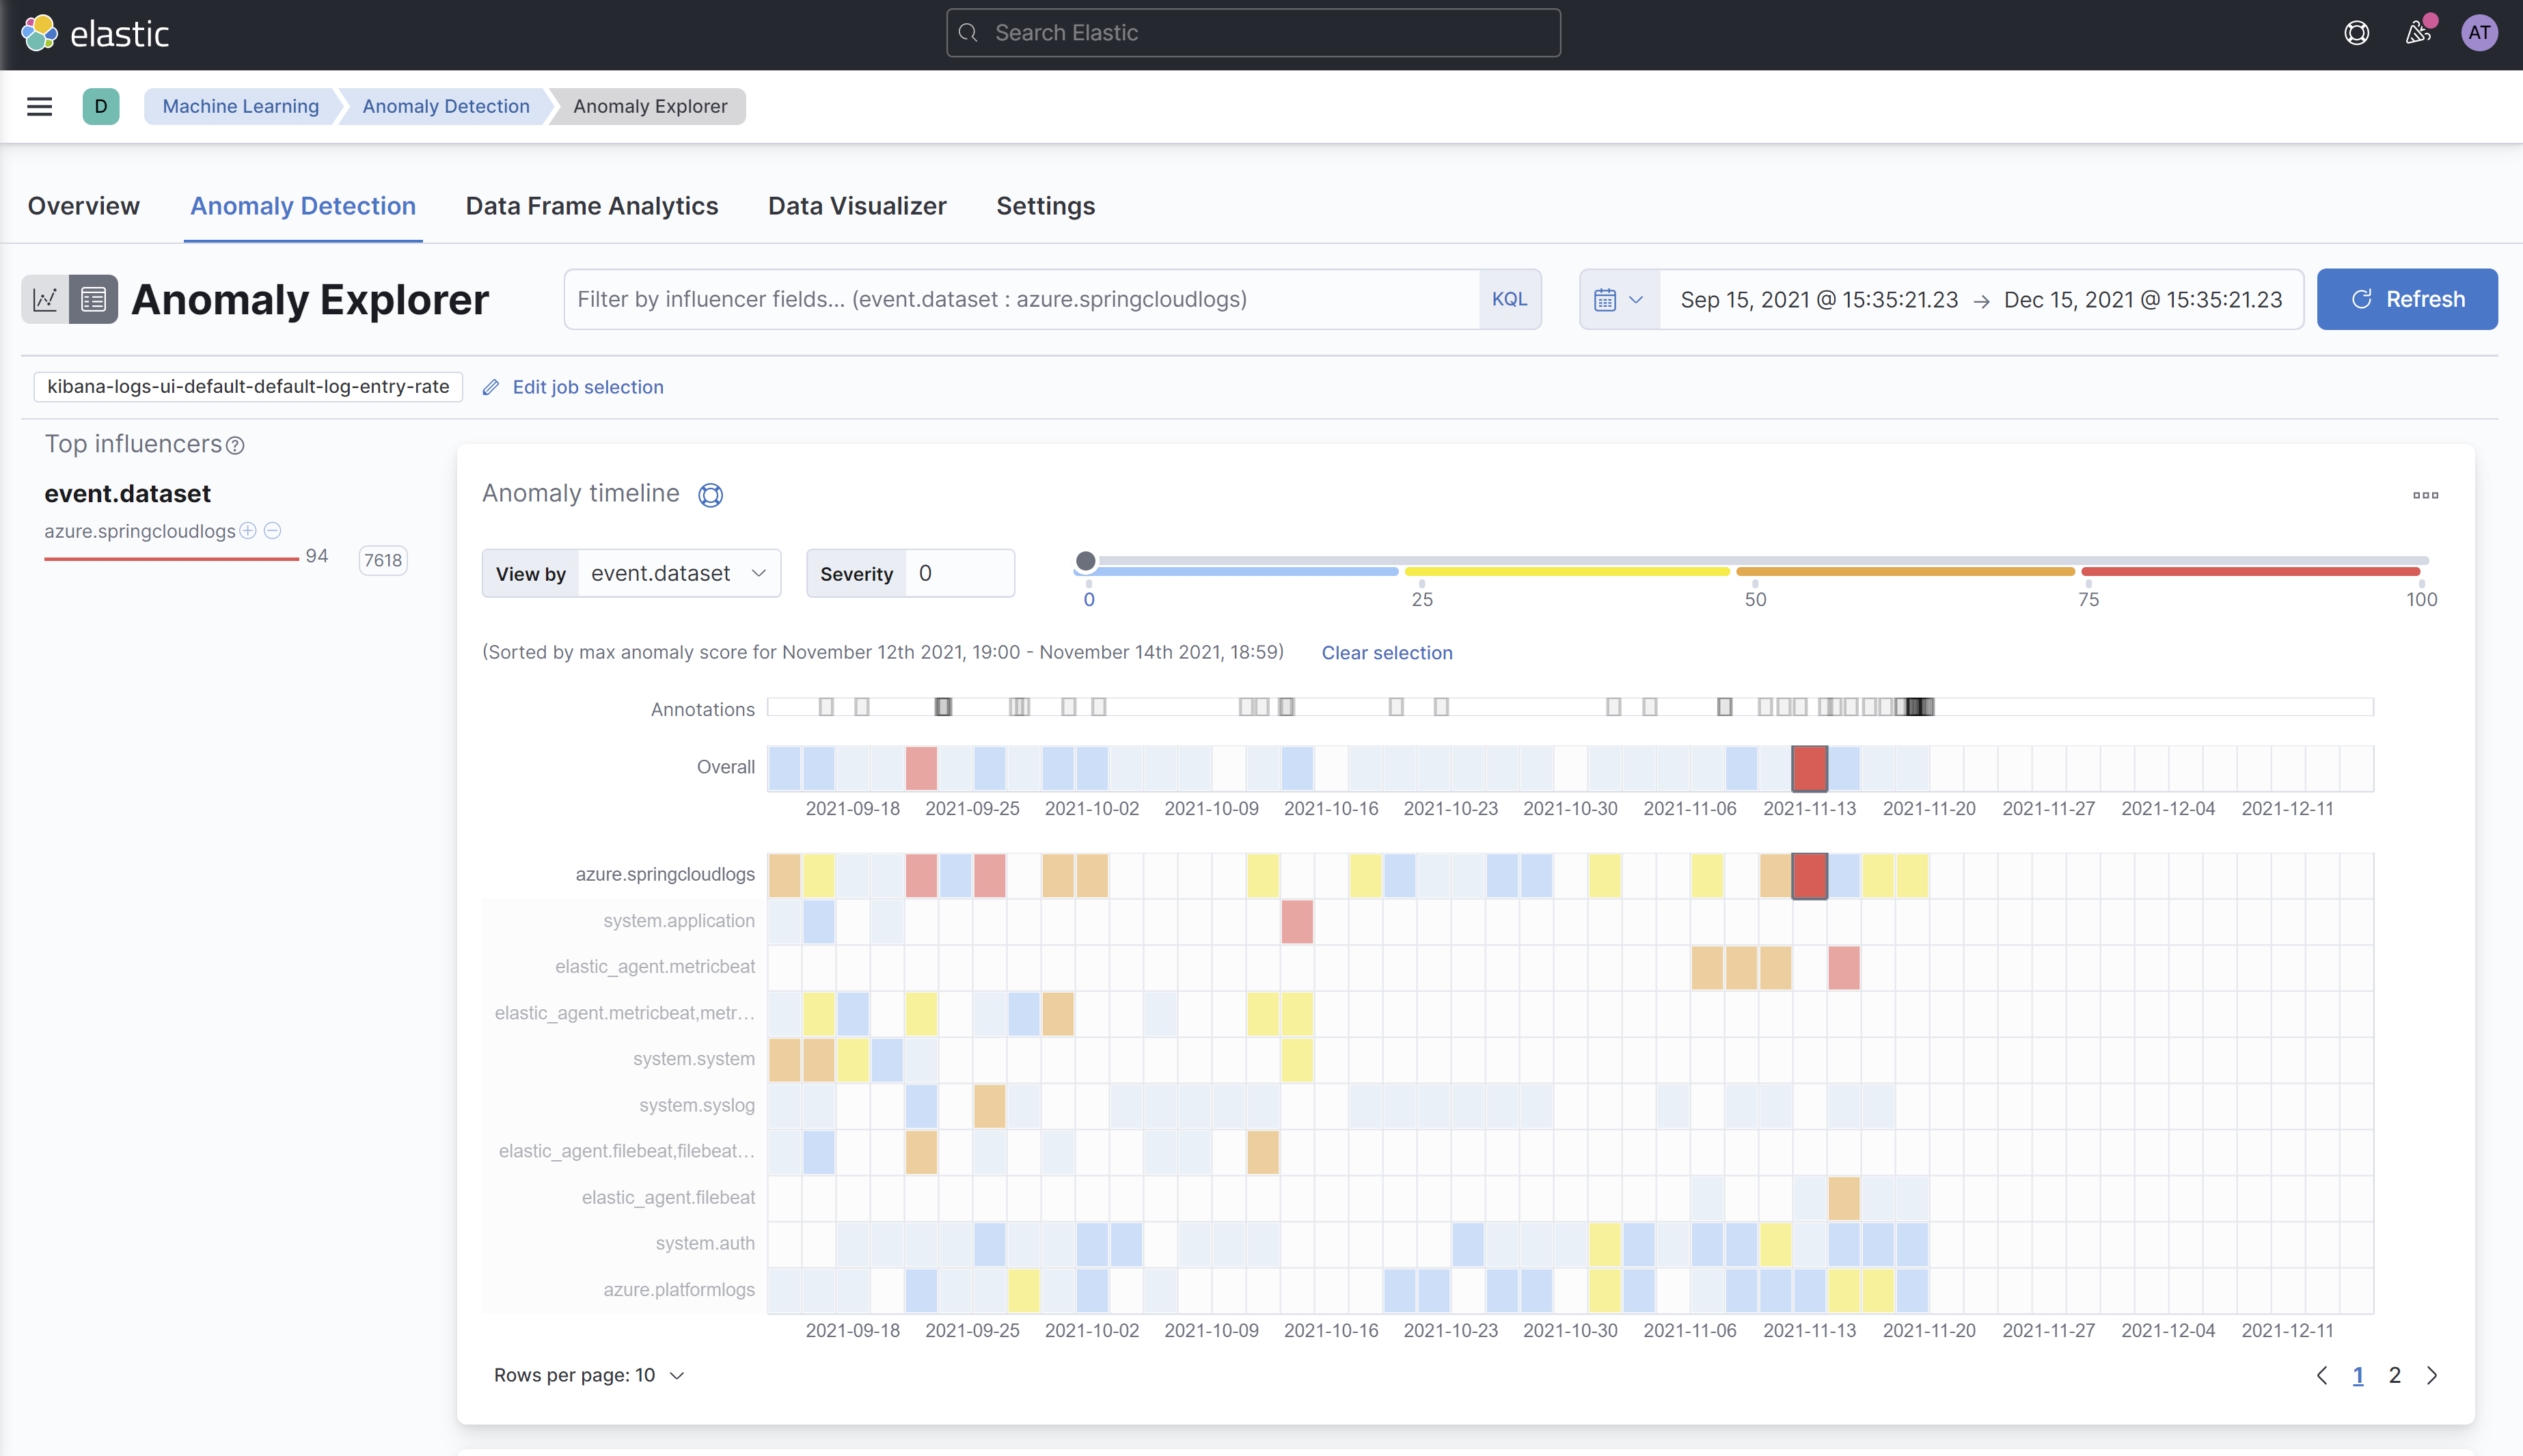 elastic
Search Elastic
AT
D
Machine Learning
Anomaly Detection
Anomaly Explorer
Overview
Anomaly Detection
Data Frame Analytics
Data Visualizer
Settings
Anomaly Explorer
Filter by influencer fields... (event.dataset : azure.springcloudlogs)
KQL
Sep 15, 2021 @ 15:35:21.23 → Dec 15, 2021 @ 15:35:21.23
Refresh
kibana-logs-ui-default-default-log-entry-rate
Edit job selection
Top influencers
event.dataset
azure.springcloudlogs
94
7618
Anomaly timeline
View by
event.dataset
Severity
0
0
25
50
75
100
(Sorted by max anomaly score for November 12th 2021, 19:00 - November 14th 2021, 18:59)
Clear selection
Annotations
Overall
2021-09-18 2021-09-25 2021-10-02 2021-10-09 2021-10-16 2021-10-23 2021-10-30 2021-11-06 2021-11-13 2021-11-20 2021-11-27 2021-12-04 2021-12-11
azure.springcloudlogs
system.application
elastic_agent.metricbeat
elastic_agent.metricbeat,metr...
system.system
system.syslog
elastic_agent.filebeat,filebeat...
elastic_agent.filebeat
system.auth
azure.platformlogs
2021-09-18 2021-09-25 2021-10-02 2021-10-09 2021-10-16 2021-10-23 2021-10-30 2021-11-06 2021-11-13 2021-11-20 2021-11-27 2021-12-04 2021-12-11
Rows per page: 10
1 2